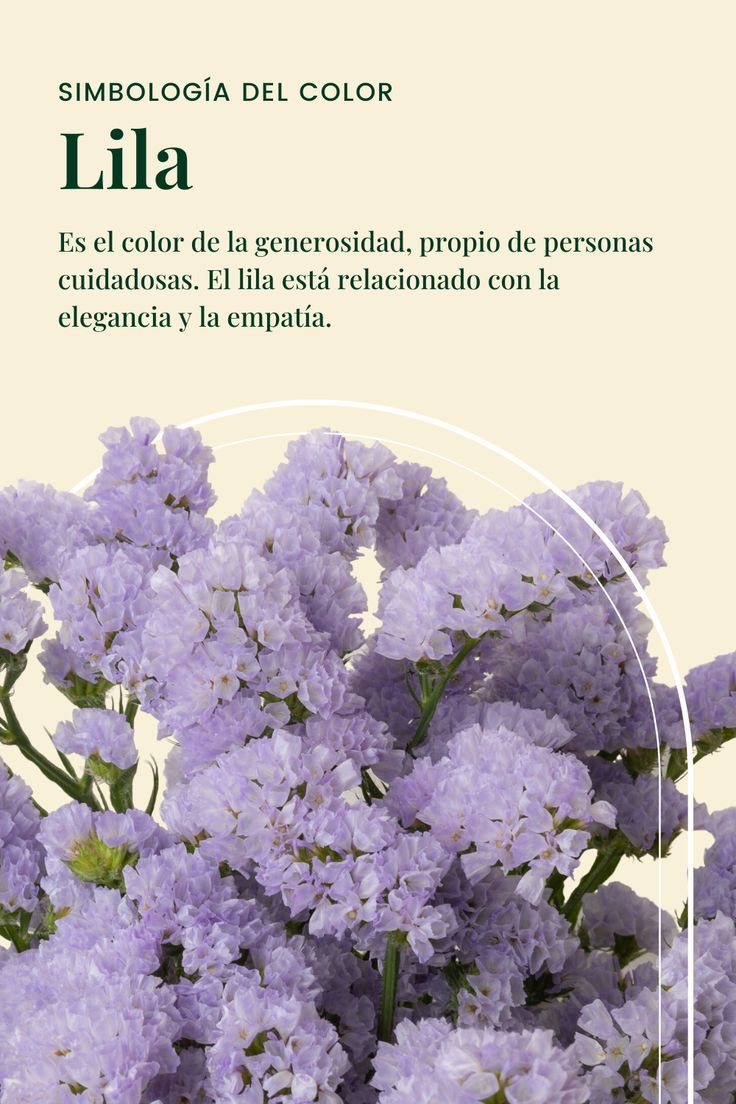 SIMBOLOGÍA DEL COLOR
Lila
Es el color de la generosidad, propio de personas
cuidadosas. El lila está relacionado con la
elegancia y la empatía.